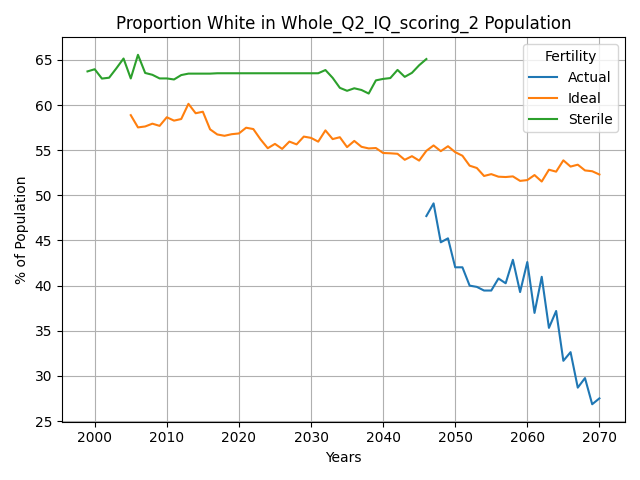 Proportion White in Whole_Q2_IQ_scoring_2 Population
Fertility
Actual
Ideal
Sterile
% of Population
65
60
55
50
45
40
35
30
25
2000
2010
2020
2030
2040
2050
2060
2070
Years